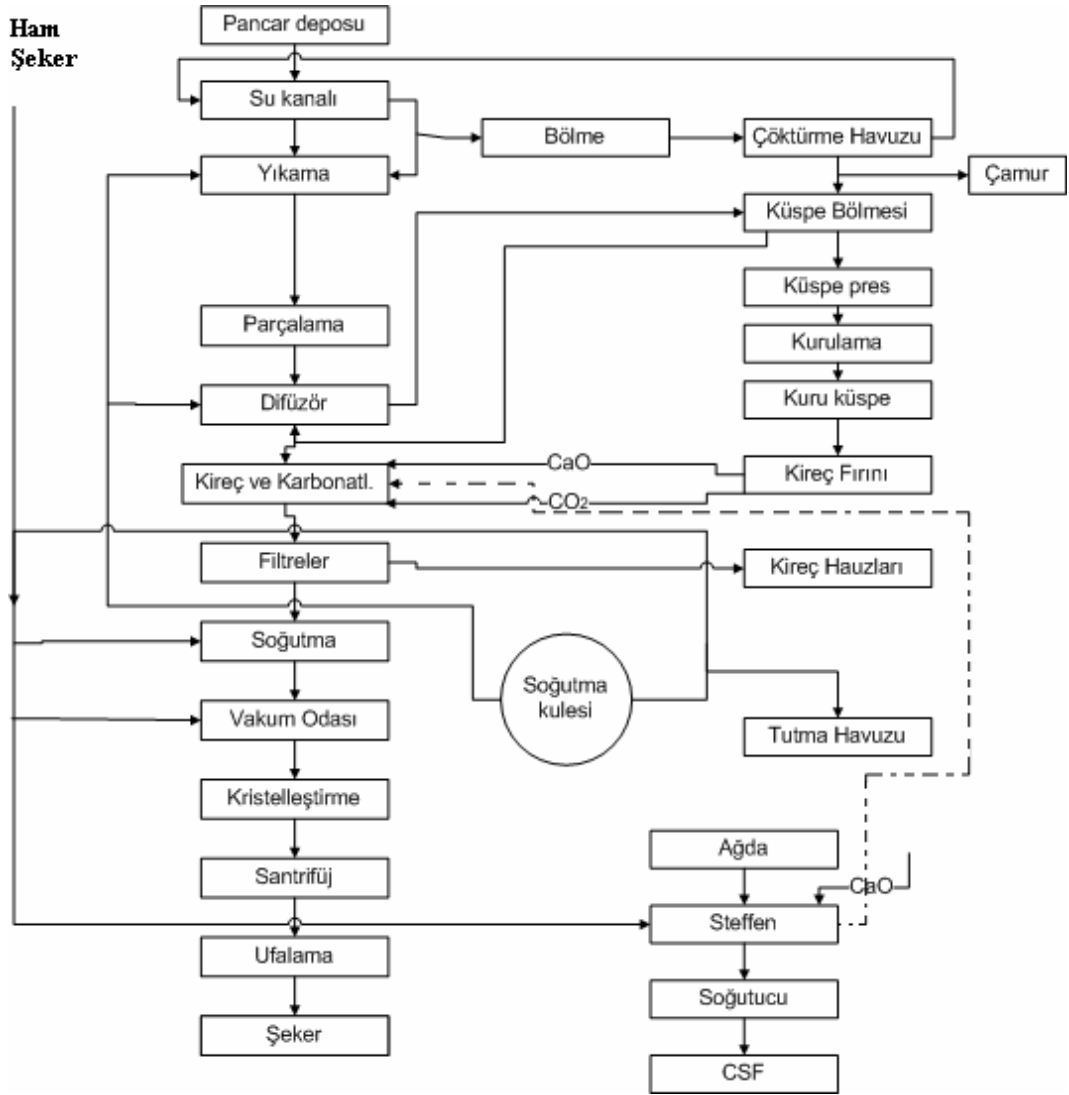 Ham
Şeker
Pancar deposu
Su kanalı
Bölme
Çöktürme Havuzu
Yıkama
Çamur
Küspe Bölmesi
Küspe pres
Parçalama
Kurulama
Difüzör
Kuru küspe
CaO
Kireç ve Karbonatl.
Kireç Fırını
CO2
Filtreler
Kireç Hauzları
Soğutma
Soğutma
kulesi
Vakum Odası
Tutma Havuzu
Kristelleştirme
Ağda
Santrifüj
CaO
Steffen
Ufalama
Soğutucu
Şeker
CSF